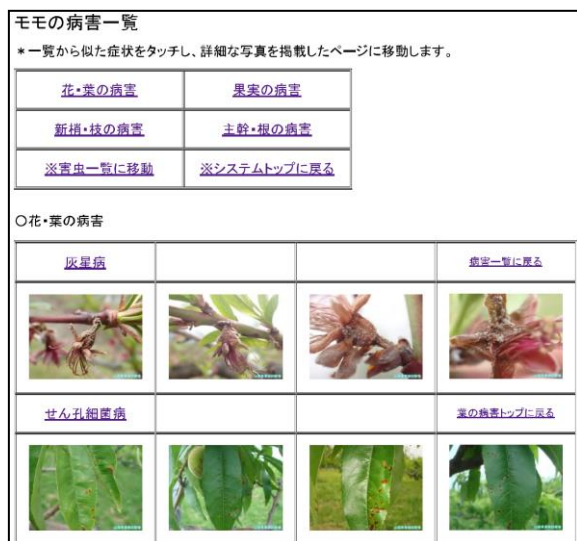 モモの病害一覧
*一覧から似た症状をタッチし、詳細な写真を掲載したページに移動します。
花・葉の病害 果実の病害
新梢・枝の病害 主幹・根の病害
※害虫一覧に移動 ※システムトップに戻る
○花・葉の病害
灰星病 病害一覧に戻る
せん孔細菌病 葉の病害トップに戻る